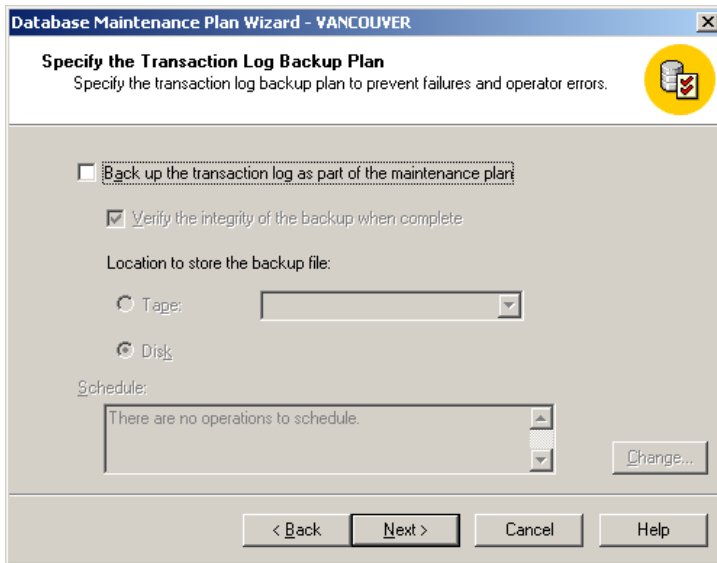 Database Maintenance Plan Wizard - VANCOUVER
Specify the Transaction Log Backup Plan
Specify the transaction log backup plan to prevent failures and operator errors.
Back up the transaction log as part of the maintenance plan
Verify the integrity of the backup when complete
Location to store the backup file:
Tape:
Disk
Schedule:
There are no operations to schedule.
Change...
< Back Next > Cancel Help